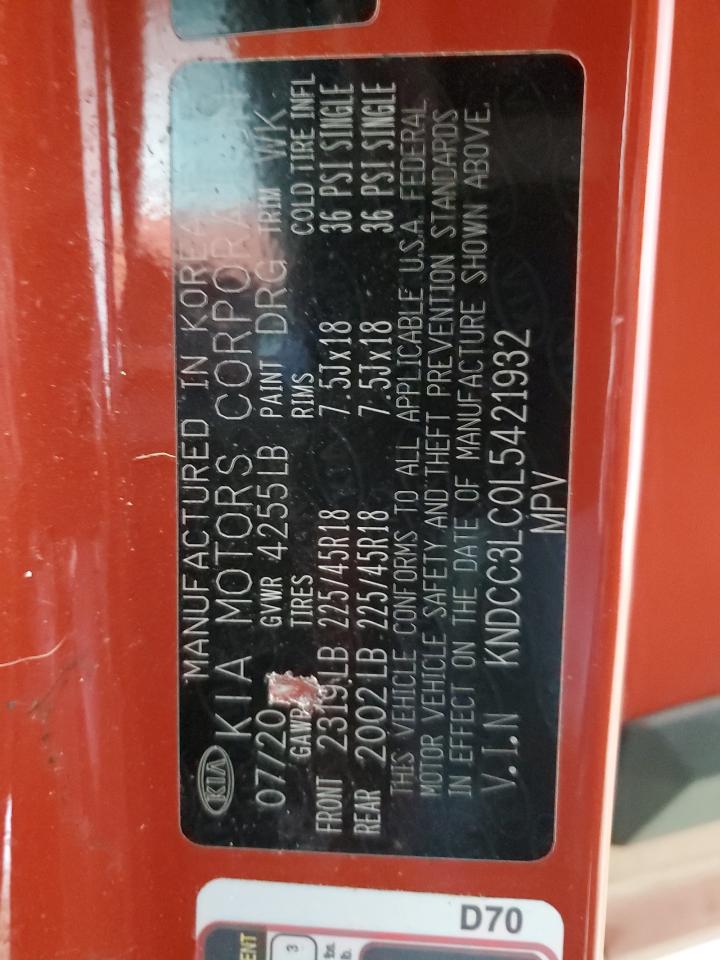 MANUFACTURED IN KOREA
KIA KIA MOTORS CORPORA
07/20 GVWR 4255LB PAINT DRG TRIM WK
GAWR TIRES RIMS COLD TIRE INFL
FRONT 2319LB 225/45R18 7.5Jx18 36 PSI SINGLE
REAR 2002LB 225/45R18 7.5Jx18 36 PSI SINGLE
THIS VEHICLE CONFORMS TO ALL APPLICABLE U.S.A. FEDERAL
MOTOR VEHICLE SAFETY AND THEFT PREVENTION STANDARDS
IN EFFECT ON THE DATE OF MANUFACTURE SHOWN ABOVE.
V.I.N KNDCC3LC0L5421932
MPV
D70
3